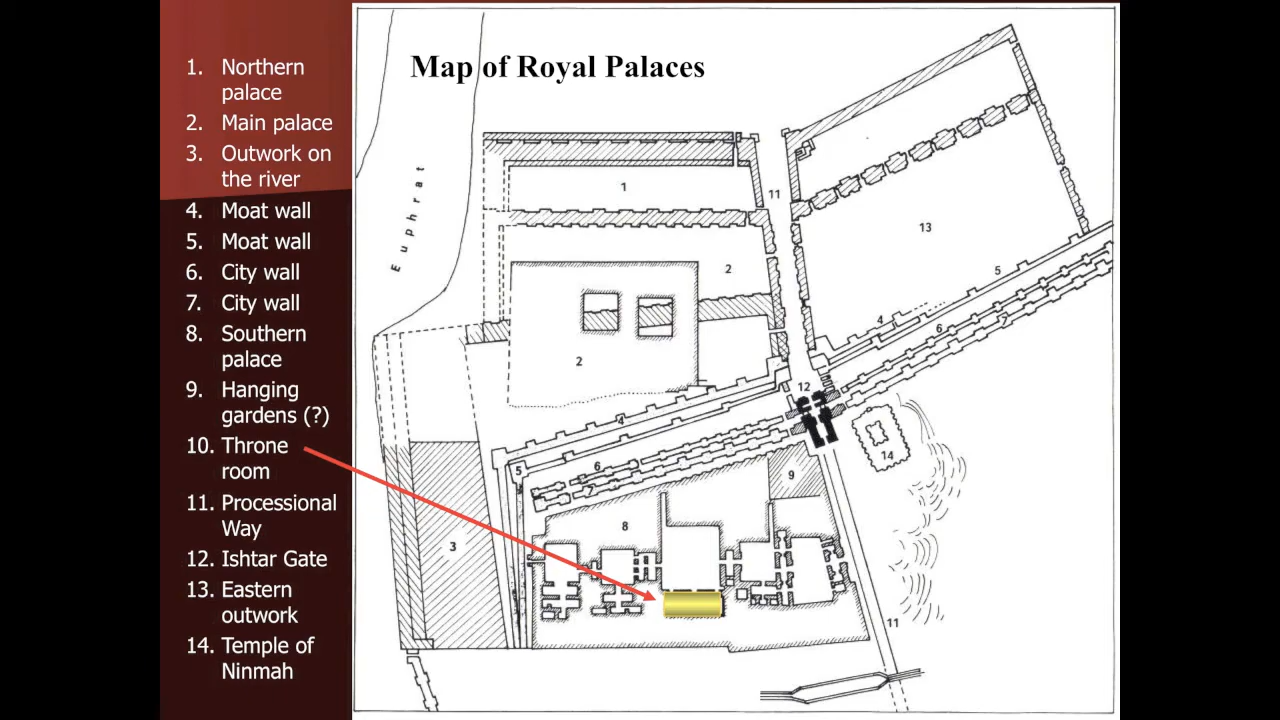 Map of Royal Palaces
1. Northern
palace
2. Main palace
3. Outwork on
the river
4. Moat wall
5. Moat wall
6. City wall
7. City wall
8. Southern
palace
9. Hanging
gardens (?)
10. Throne
room
11. Processional
Way
12. Ishtar Gate
13. Eastern
outwork
14. Temple of
Ninmah
Euphrat
1
11
13
2
5
4
6
7
2
12
4
14
5
6
7
9
8
3
11